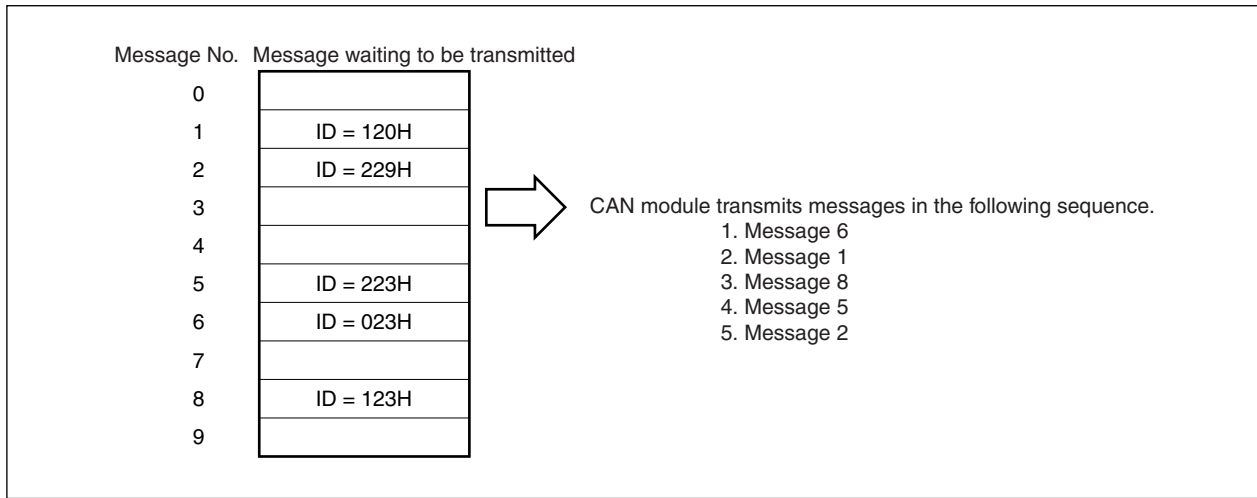 Message No. Message waiting to be transmitted
0
1 ID = 120H
2 ID = 229H
3
4
5 ID = 223H
6 ID = 023H
7
8 ID = 123H
9
CAN module transmits messages in the following sequence.
1. Message 6
2. Message 1
3. Message 8
4. Message 5
5. Message 2